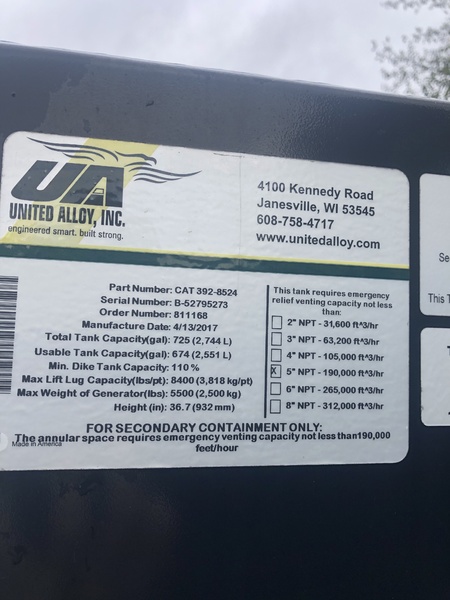 UA
UNITED ALLOY, INC.
engineered smart. built strong.
4100 Kennedy Road
Janesville, WI 53545
608-758-4717
www.unitedalloy.com
Part Number: CAT 392-8524
Serial Number: B-52795273
Order Number: 811168
Manufacture Date: 4/13/2017
Total Tank Capacity(gal): 725 (2,744 L)
Usable Tank Capacity(gal): 674 (2,551 L)
Min. Dike Tank Capacity: 110 %
Max Lift Lug Capacity(lbs/pt): 8400 (3,818 kg/pt)
Max Weight of Generator(lbs): 5500 (2,500 kg)
Height (in): 36.7 (932 mm)
This tank requires emergency
relief venting capacity not less
than:
2" NPT - 31,600 ft^3/hr
3" NPT - 63,200 ft^3/hr
4" NPT - 105,000 ft^3/hr
X 5" NPT - 190,000 ft^3/hr
6" NPT - 265,000 ft^3/hr
8" NPT - 312,000 ft^3/hr
FOR SECONDARY CONTAINMENT ONLY:
The annular space requires emergency venting capacity not less than190,000
feet/hour
Made in America
Se
This T